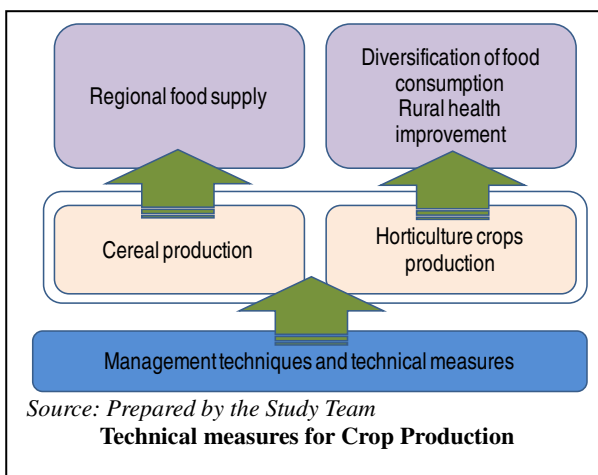 Regional food supply
Diversification of food
consumption
Rural health
improvement
Cereal production
Horticulture crops
production
Management techniques and technical measures
Source: Prepared by the Study Team
Technical measures for Crop Production